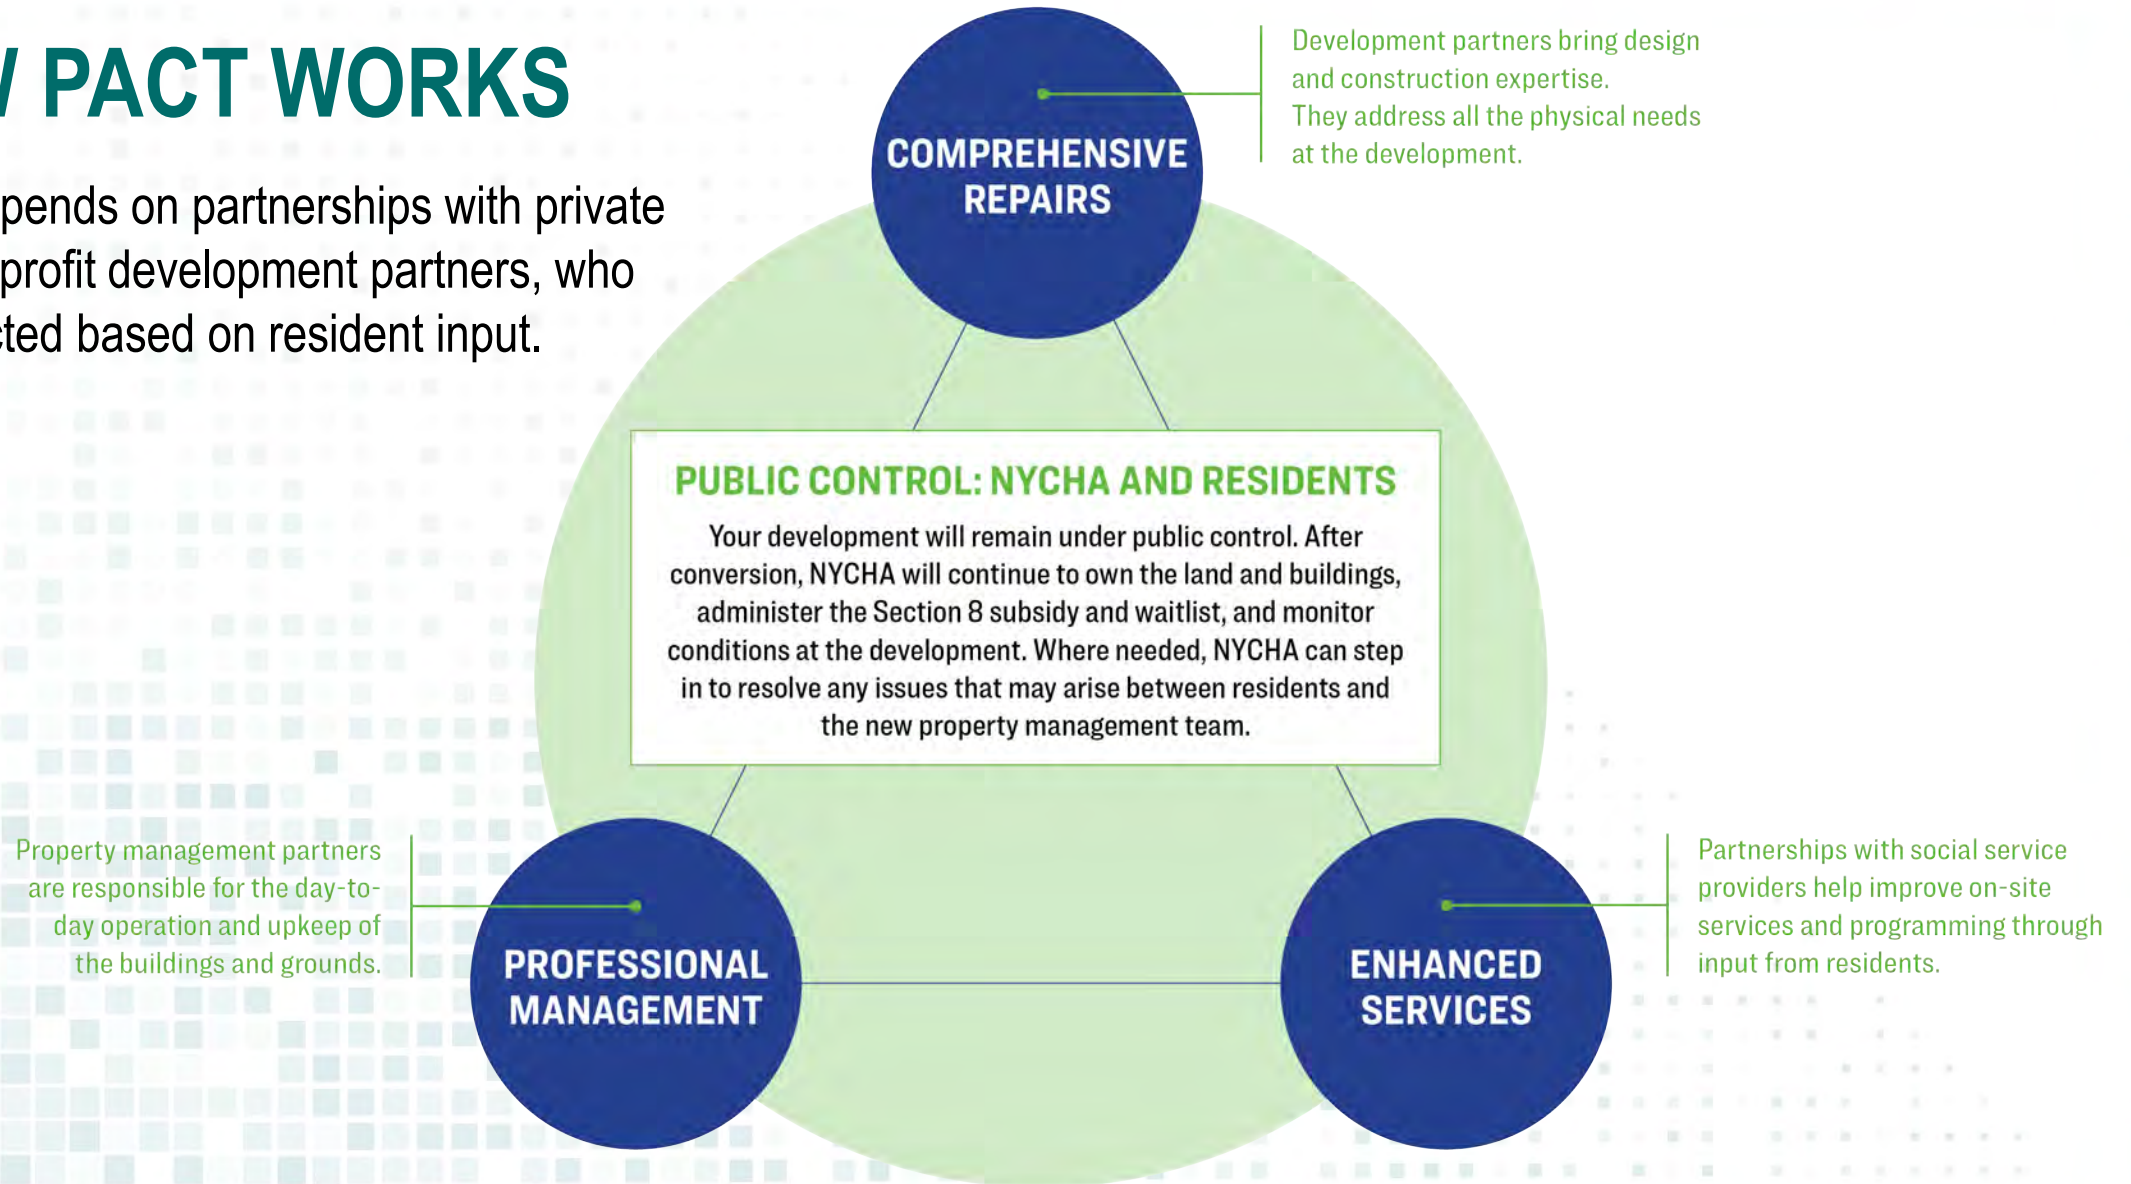 PACT WORKS
pends on partnerships with private
profit development partners, who
cted based on resident input.
COMPREHENSIVE
REPAIRS
Development partners bring design
and construction expertise.
They address all the physical needs
at the development.
PUBLIC CONTROL: NYCHA AND RESIDENTS
Your development will remain under public control. After
conversion, NYCHA will continue to own the land and buildings,
administer the Section 8 subsidy and waitlist, and monitor
conditions at the development. Where needed, NYCHA can step
in to resolve any issues that may arise between residents and
the new property management team.
Property management partners
are responsible for the day-to-
day operation and upkeep of
the buildings and grounds.
PROFESSIONAL
MANAGEMENT
ENHANCED
SERVICES
Partnerships with social service
providers help improve on-site
services and programming through
input from residents.